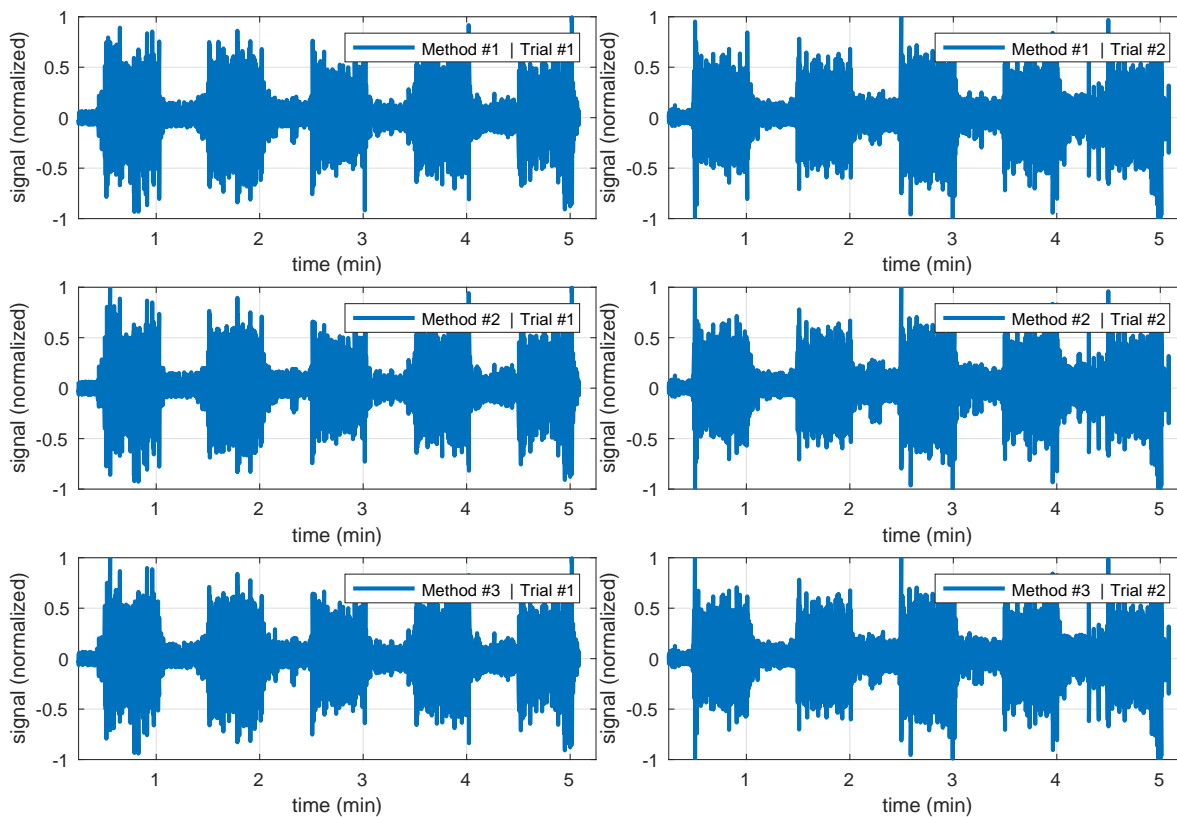 1
0.5
0
-0.5
-1
signal (normalized)
Method #1 | Trial #1
1 2 3 4 5
time (min)
1
0.5
0
-0.5
-1
signal (normalized)
Method #1 | Trial #2
1 2 3 4 5
time (min)
1
0.5
0
-0.5
-1
signal (normalized)
Method #2 | Trial #1
1 2 3 4 5
time (min)
1
0.5
0
-0.5
-1
signal (normalized)
Method #2 | Trial #2
1 2 3 4 5
time (min)
1
0.5
0
-0.5
-1
signal (normalized)
Method #3 | Trial #1
1 2 3 4 5
time (min)
1
0.5
0
-0.5
-1
signal (normalized)
Method #3 | Trial #2
1 2 3 4 5
time (min)